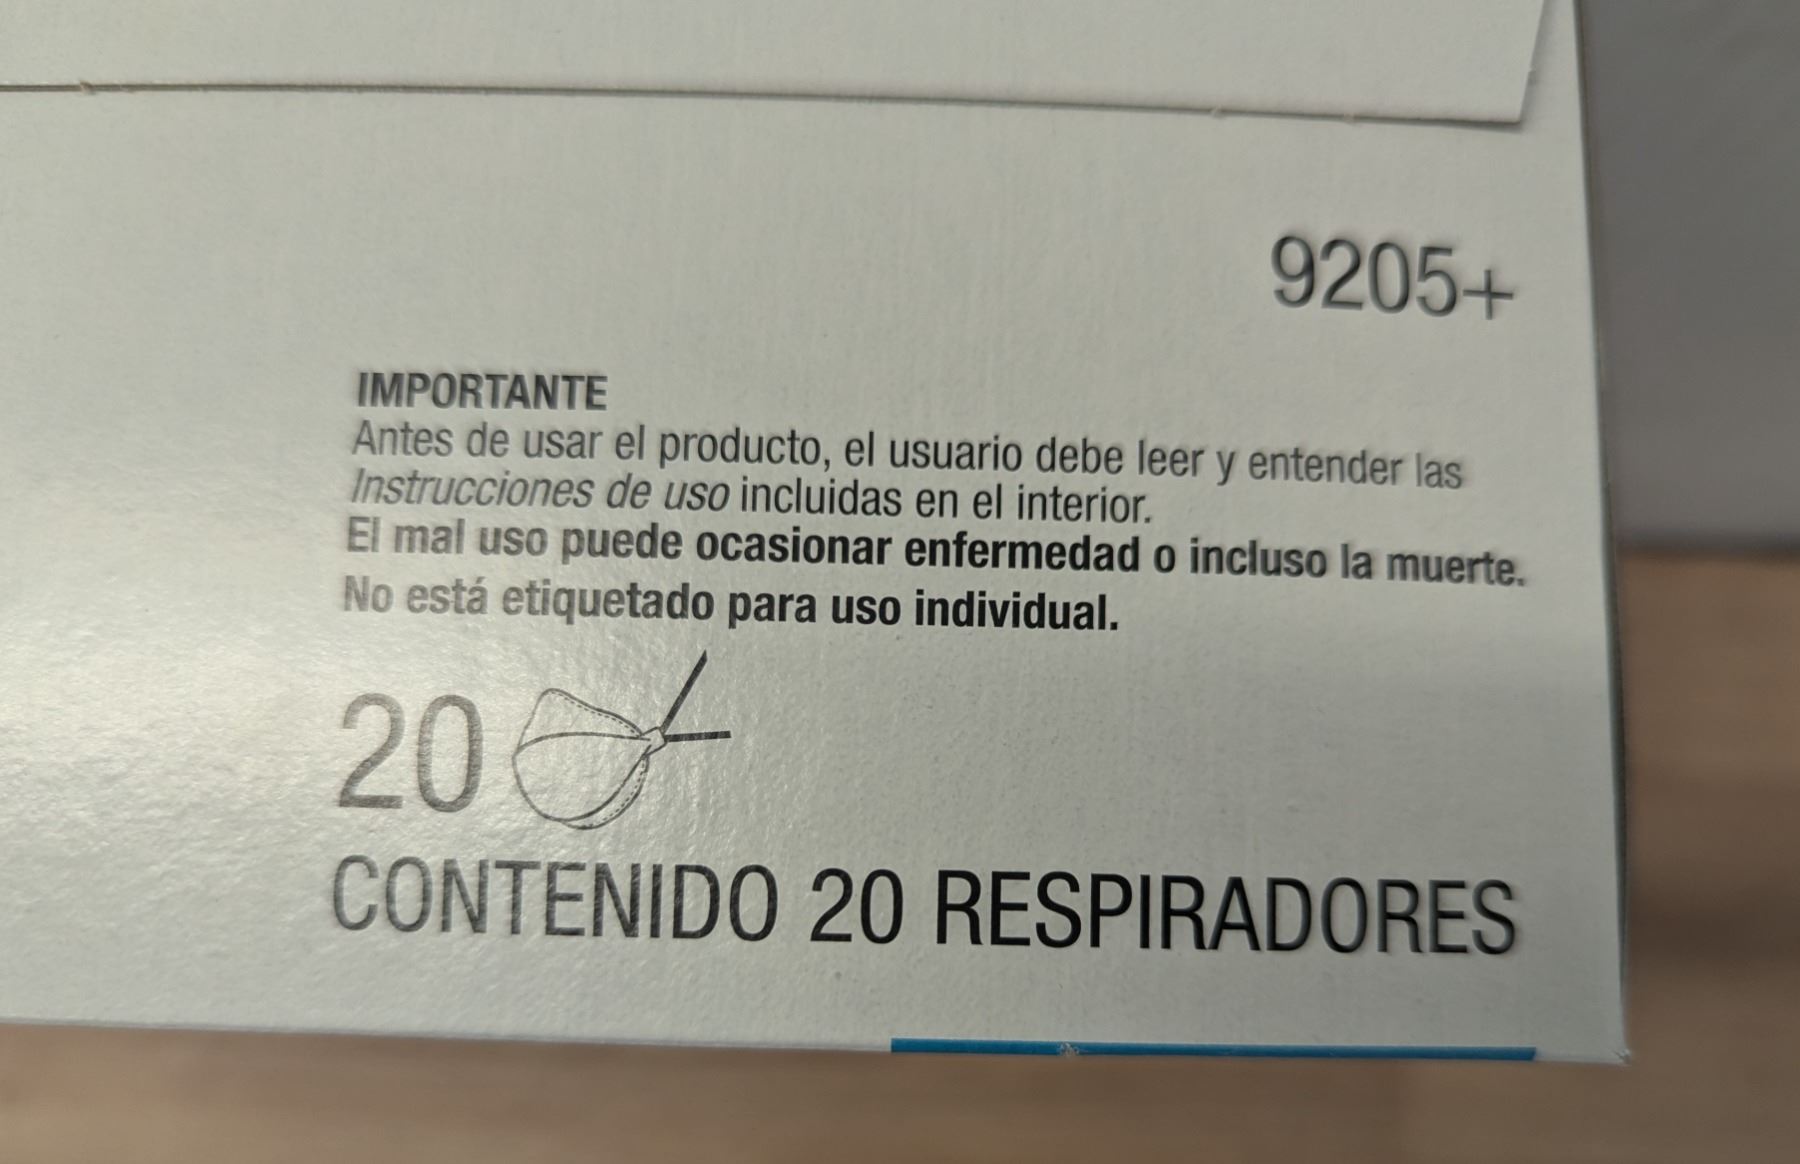 9205+
IMPORTANTE
Antes de usar el producto, el usuario debe leer y entender las
Instrucciones de uso incluidas en el interior.
El mal uso puede ocasionar enfermedad o incluso la muerte.
No está etiquetado para uso individual.
20
CONTENIDO 20 RESPIRADORES